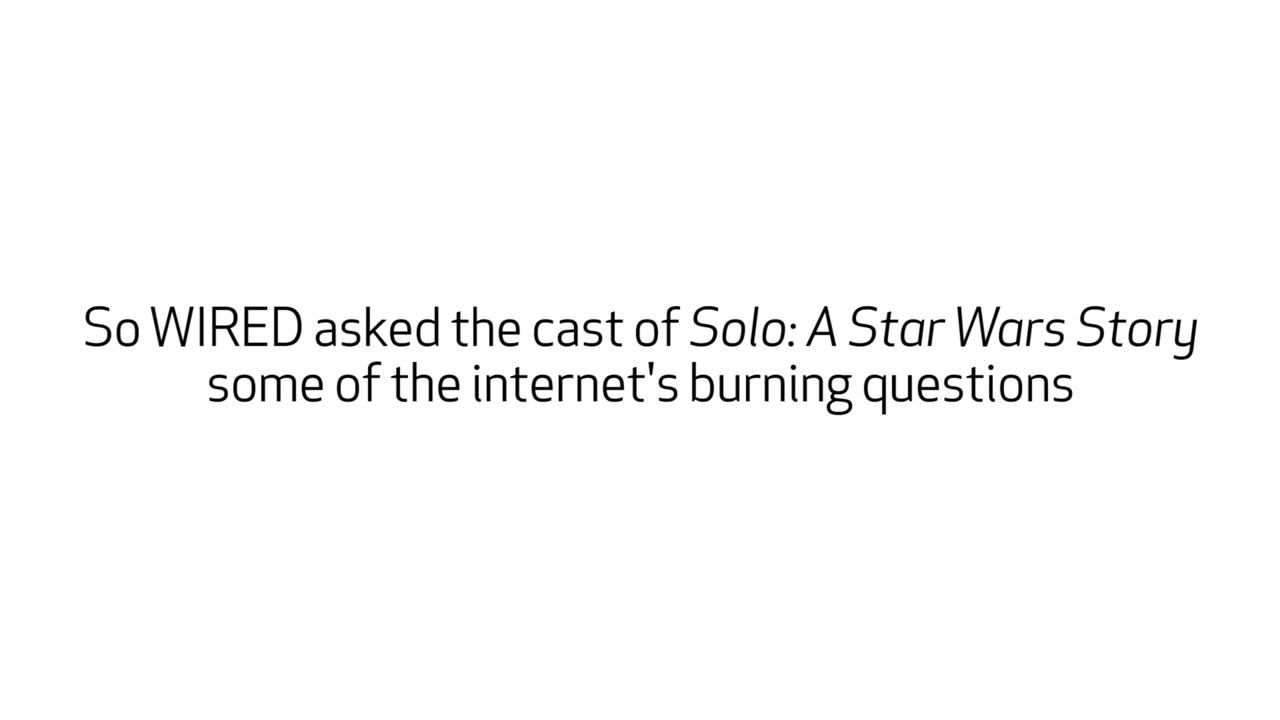 So WIRED asked the cast of Solo: A Star Wars Story
some of the internet's burning questions